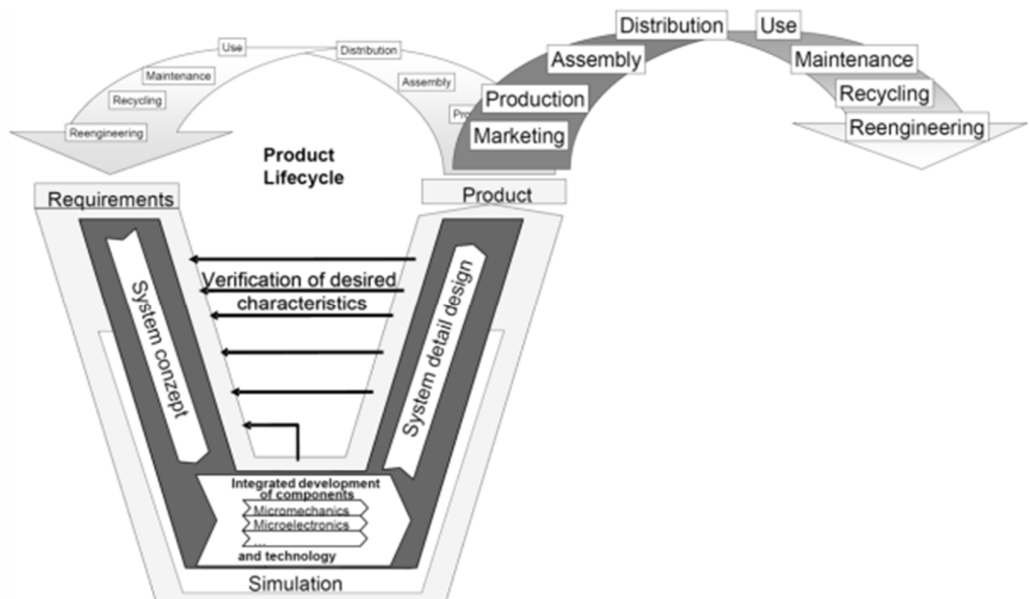 Use
Distribution
Maintenance
Assembly
Recycling
Reengineering
Distribution
Use
Assembly
Maintenance
Production
Recycling
Marketing
Reengineering
Product
Lifecycle
Requirements
Product
Verification of desired
characteristics
System conzept
System detail design
Integrated development
of components
Micromechanics
Microelectronics
...
and technology
Simulation